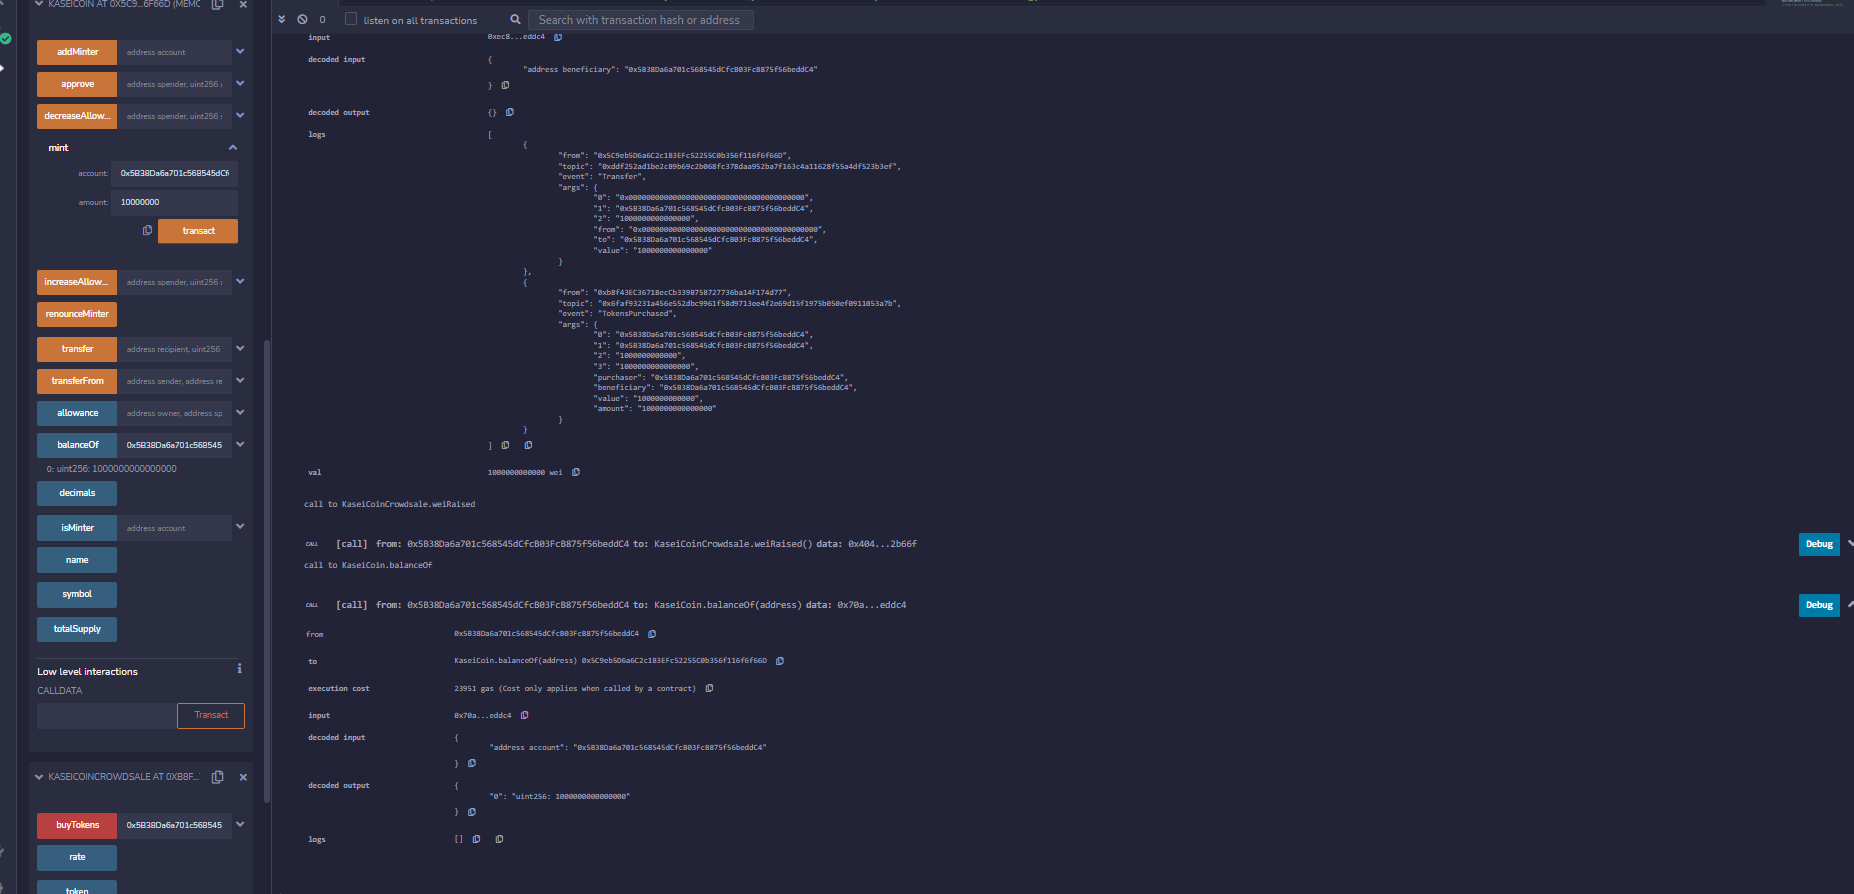 KASEICOIN AT 0X5C9...6F66D (MEMC
addMinter address account
approve address spender, uint256
decreaseAllow... address spender, uint256
mint
account: 0x5B38Da6a701c568545dCf
amount: 10000000
transact
increaseAllow... address spender, uint256
renounceMinter
transfer address recipient, uint256
transferFrom address sender, address re
allowance address owner, address sp
balanceOf 0x5B38Da6a701c568545
0: uint256: 1000000000000000
decimals
isMinter address account
name
symbol
totalSupply
Low level interactions
CALLDATA
Transact
KASEICOINCROWDSALE AT 0XB8F...
buyTokens 0x5B38Da6a701c568545
rate
token
0 listen on all transactions Search with transaction hash or address
input 0xec8...eddc4
decoded input {
"address beneficiary": "0x5B38Da6a701c568545dCfcB03FcB875f56beddC4"
}
decoded output {}
logs [
{
"from": "0x5C9eb5D6a6C2c1B3EFc52255C0b356f116f6f66D",
"topic": "0xddf252ad1be2c89b69c2b068fc378daa952ba7f163c4a11628f55a4df523b3ef",
"event": "Transfer",
"args": {
"0": "0x0000000000000000000000000000000000000000",
"1": "0x5B38Da6a701c568545dCfcB03FcB875f56beddC4",
"2": "1000000000000000",
"from": "0x0000000000000000000000000000000000000000",
"to": "0x5B38Da6a701c568545dCfcB03FcB875f56beddC4",
"value": "1000000000000000"
}
},
{
"from": "0xb8f43EC36718ecCb339B75B727736ba14F174d77",
"topic": "0x6faf93231a456e552dbc9961f58d9713ee4f2e69d15f1975b050ef0911053a7b",
"event": "TokensPurchased",
"args": {
"0": "0x5B38Da6a701c568545dCfcB03FcB875f56beddC4",
"1": "0x5B38Da6a701c568545dCfcB03FcB875f56beddC4",
"2": "1000000000000",
"3": "1000000000000000",
"purchaser": "0x5B38Da6a701c568545dCfcB03FcB875f56beddC4",
"beneficiary": "0x5B38Da6a701c568545dCfcB03FcB875f56beddC4",
"value": "1000000000000",
"amount": "1000000000000000"
}
}
]
val 1000000000000 wei
call to KaseiCoinCrowdsale.weiRaised
CALL [call] from: 0x5B38Da6a701c568545dCfcB03FcB875f56beddC4 to: KaseiCoinCrowdsale.weiRaised() data: 0x404...2b66f Debug
call to KaseiCoin.balanceOf
CALL [call] from: 0x5B38Da6a701c568545dCfcB03FcB875f56beddC4 to: KaseiCoin.balanceOf(address) data: 0x70a...eddc4 Debug
from 0x5B38Da6a701c568545dCfcB03FcB875f56beddC4
to KaseiCoin.balanceOf(address) 0x5C9eb5D6a6C2c1B3EFc52255C0b356f116f6f66D
execution cost 23951 gas (Cost only applies when called by a contract)
input 0x70a...eddc4
decoded input {
"address account": "0x5B38Da6a701c568545dCfcB03FcB875f56beddC4"
}
decoded output {
"0": "uint256: 1000000000000000"
}
logs []